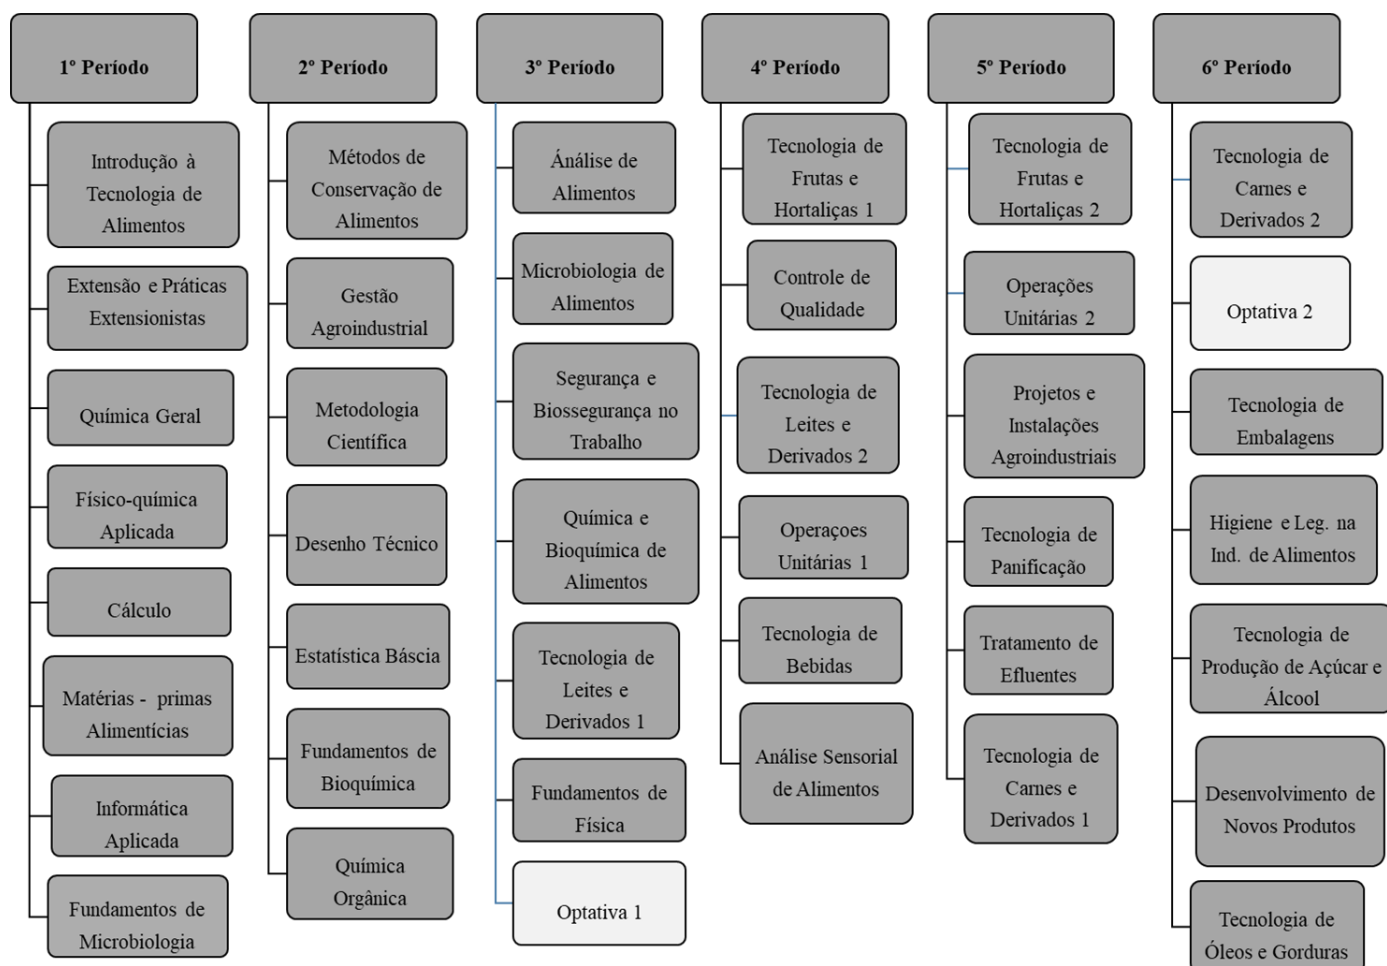 1º Período
Introdução à
Tecnologia de
Alimentos
Extensão e Práticas
Extensionistas
Química Geral
Físico-química
Aplicada
Cálculo
Matérias - primas
Alimentícias
Informática
Aplicada
Fundamentos de
Microbiologia
2º Período
Métodos de
Conservação de
Alimentos
Gestão
Agroindustrial
Metodologia
Científica
Desenho Técnico
Estatística Báscia
Fundamentos de
Bioquímica
Química
Orgânica
3º Período
Ánálise de
Alimentos
Microbiologia de
Alimentos
Segurança e
Biossegurança no
Trabalho
Química e
Bioquímica de
Alimentos
Tecnologia de
Leites e
Derivados 1
Fundamentos de
Física
Optativa 1
4º Período
Tecnologia de
Frutas e
Hortaliças 1
Controle de
Qualidade
Tecnologia de
Leites e
Derivados 2
Operaçoes
Unitárias 1
Tecnologia de
Bebidas
Análise Sensorial
de Alimentos
5º Período
Tecnologia de
Frutas e
Hortaliças 2
Operações
Unitárias 2
Projetos e
Instalações
Agroindustriais
Tecnologia de
Panificação
Tratamento de
Efluentes
Tecnologia de
Carnes e
Derivados 1
6º Período
Tecnologia de
Carnes e
Derivados 2
Optativa 2
Tecnologia de
Embalagens
Higiene e Leg. na
Ind. de Alimentos
Tecnologia de
Produção de Açúcar e
Álcool
Desenvolvimento de
Novos Produtos
Tecnologia de
Óleos e Gorduras